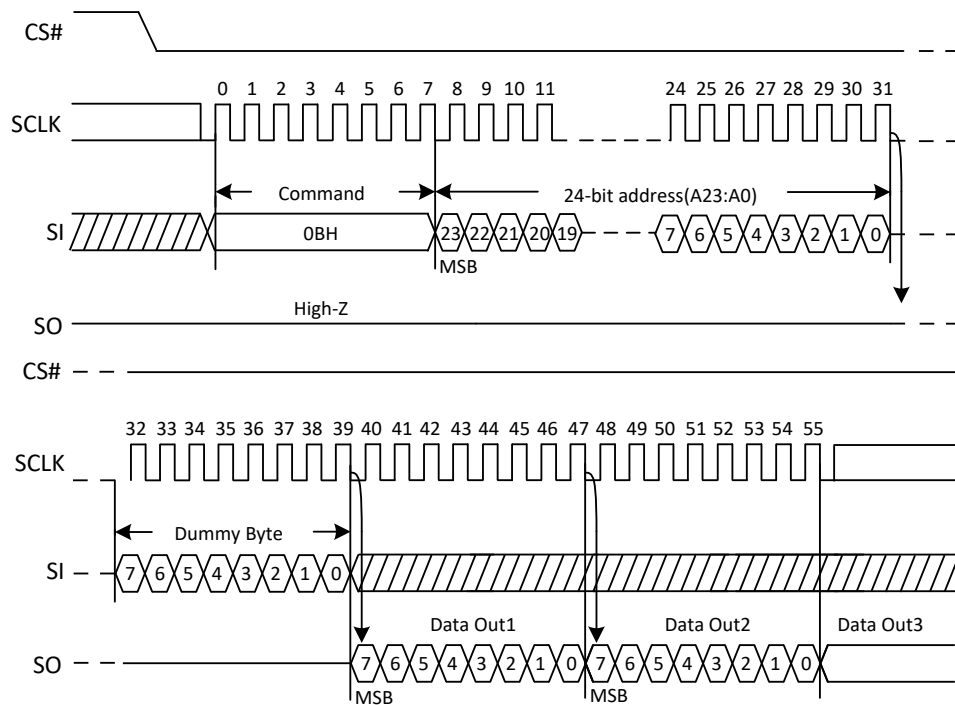 CS#
0 1 2 3 4 5 6 7 8 9 10 11 24 25 26 27 28 29 30 31
SCLK
Command 24-bit address(A23:A0)
SI 0BH 23 22 21 20 19 7 6 5 4 3 2 1 0
MSB
High-Z
SO
CS#
32 33 34 35 36 37 38 39 40 41 42 43 44 45 46 47 48 49 50 51 52 53 54 55
SCLK
Dummy Byte
SI 7 6 5 4 3 2 1 0
Data Out1 Data Out2 Data Out3
SO 7 6 5 4 3 2 1 0 7 6 5 4 3 2 1 0
MSB MSB